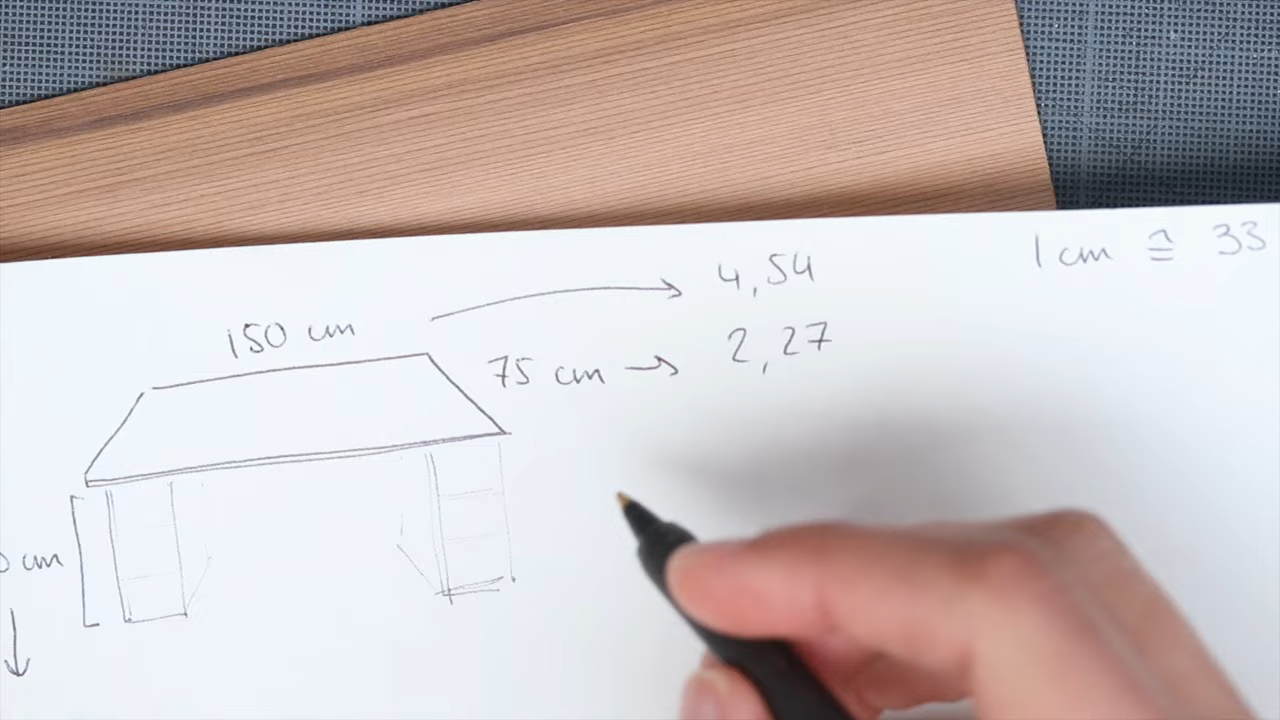 1 cm ≙ 33
150 cm → 4,54
75 cm → 2,27
cm